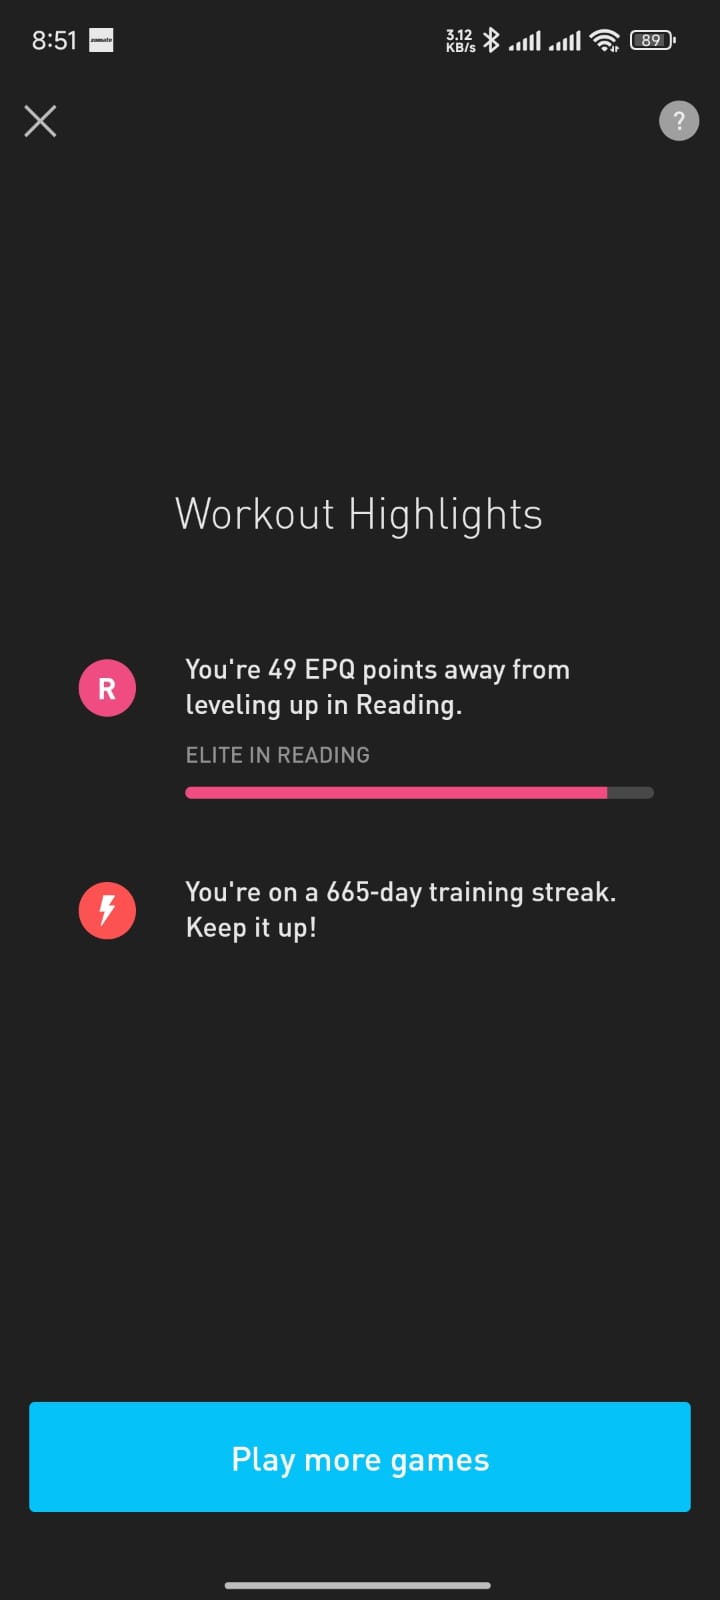 8:51 zomato 3.12 KB/s 89
?
Workout Highlights
R
You're 49 EPQ points away from
leveling up in Reading.
ELITE IN READING
You're on a 665-day training streak.
Keep it up!
Play more games